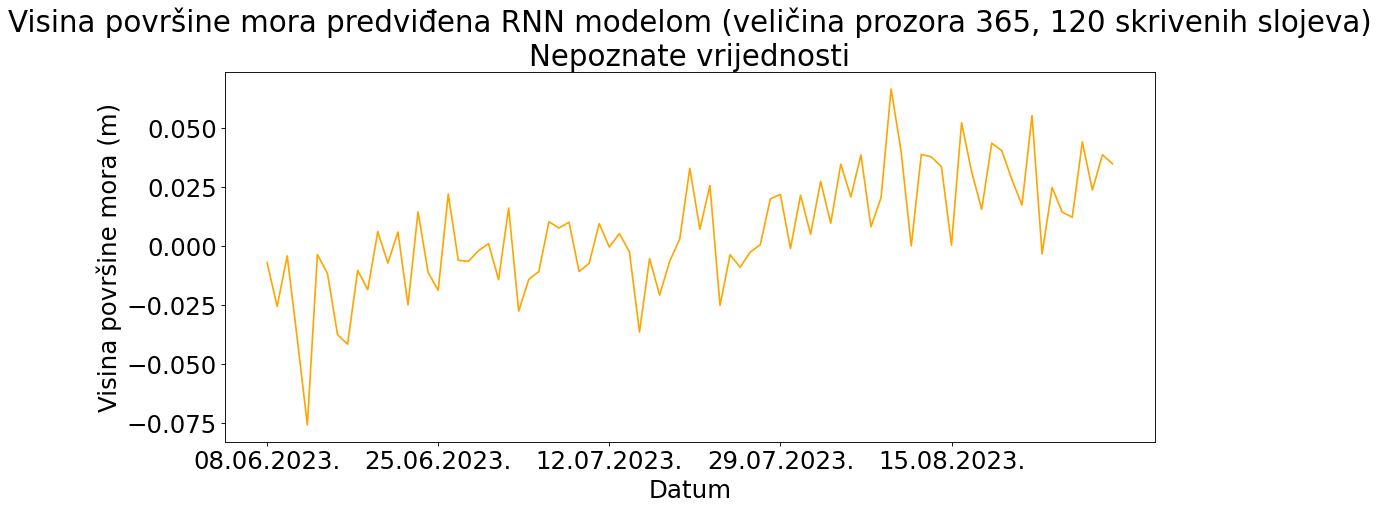 Visina površine mora predviđena RNN modelom (veličina prozora 365, 120 skrivenih slojeva)
Nepoznate vrijednosti
Visina površine mora (m)
0.050
0.025
0.000
−0.025
−0.050
−0.075
08.06.2023. 25.06.2023. 12.07.2023. 29.07.2023. 15.08.2023.
Datum